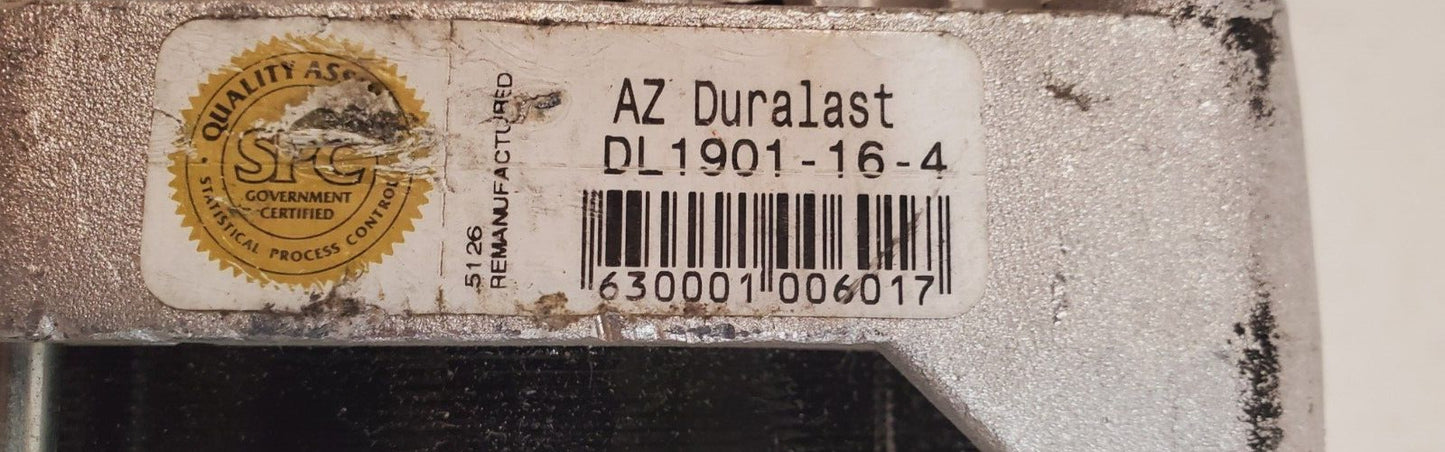 QUALITY ASS
SPC
GOVERNMENT
CERTIFIED
STATISTICAL PROCESS CONTROL
5126
REMANUFACTURED
AZ Duralast
DL1901-16-4
630001 006017